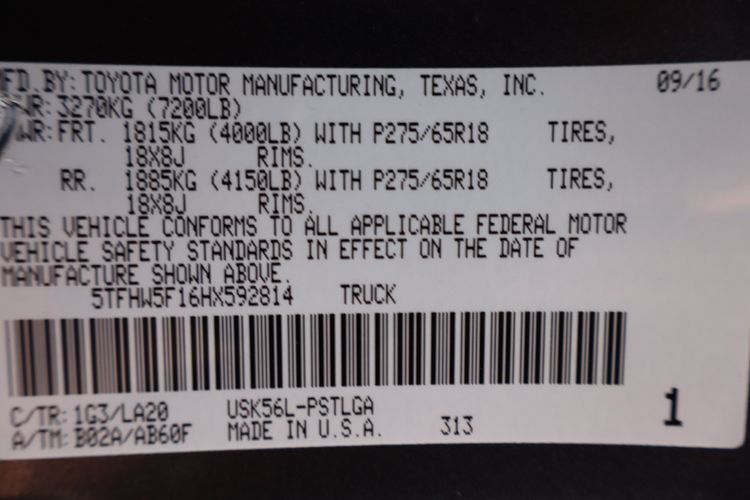 MFD.BY: TOYOTA MOTOR MANUFACTURING, TEXAS, INC. 09/16
WR: 3270KG (7200LB)
WR: FRT. 1815KG (4000LB) WITH P275/65R18 TIRES,
18X8J RIMS.
RR. 1885KG (4150LB) WITH P275/65R18 TIRES,
18X8J RIMS.
THIS VEHICLE CONFORMS TO ALL APPLICABLE FEDERAL MOTOR
VEHICLE SAFETY STANDARDS IN EFFECT ON THE DATE OF
MANUFACTURE SHOWN ABOVE.
5TFHW5F16HX592814 TRUCK
C/TR: 1G3/LA20 USK56L-PSTLGA
A/TM: B02A/AB60F MADE IN U.S.A. 313 1